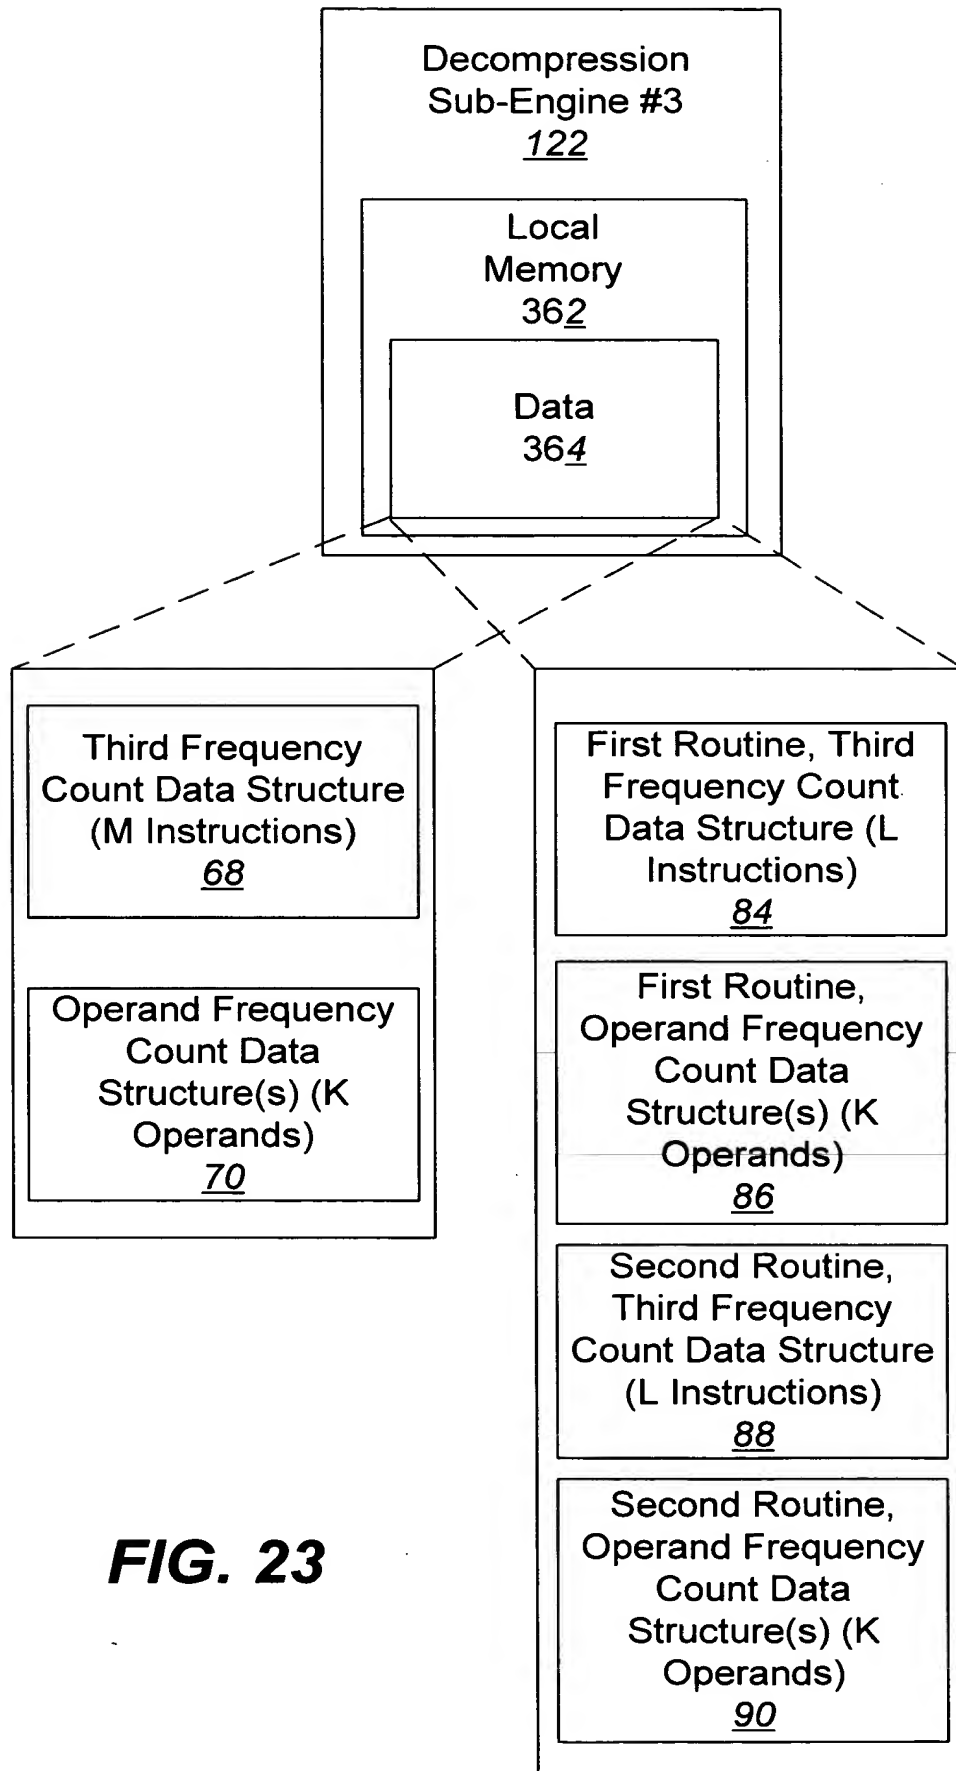 Decompression
Sub-Engine #3
122
Local
Memory
362
Data
364
Third Frequency
Count Data Structure
(M Instructions)
68
Operand Frequency
Count Data
Structure(s) (K
Operands)
70
First Routine, Third
Frequency Count
Data Structure (L
Instructions)
84
First Routine,
Operand Frequency
Count Data
Structure(s) (K
Operands)
86
Second Routine,
Third Frequency
Count Data Structure
(L Instructions)
88
Second Routine,
Operand Frequency
Count Data
Structure(s) (K
Operands)
90
FIG. 23